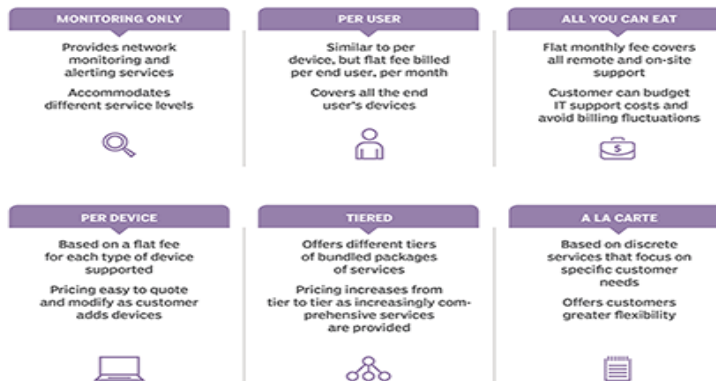 MONITORING ONLY
Provides network
monitoring and
alerting services
Accommodates
different service levels
PER USER
Similar to per
device, but flat fee billed
per end user, per month
Covers all the end
user's devices
ALL YOU CAN EAT
Flat monthly fee covers
all remote and on-site
support
Customer can budget
IT support costs and
avoid billing fluctuations
$
PER DEVICE
Based on a flat fee
for each type of device
supported
Pricing easy to quote
and modify as customer
adds devices
TIERED
Offers different tiers
of bundled packages
of services
Pricing increases from
tier to tier as increasingly com-
prehensive services
are provided
A LA CARTE
Based on discrete
services that focus on
specific customer
needs
Offers customers
greater flexibility